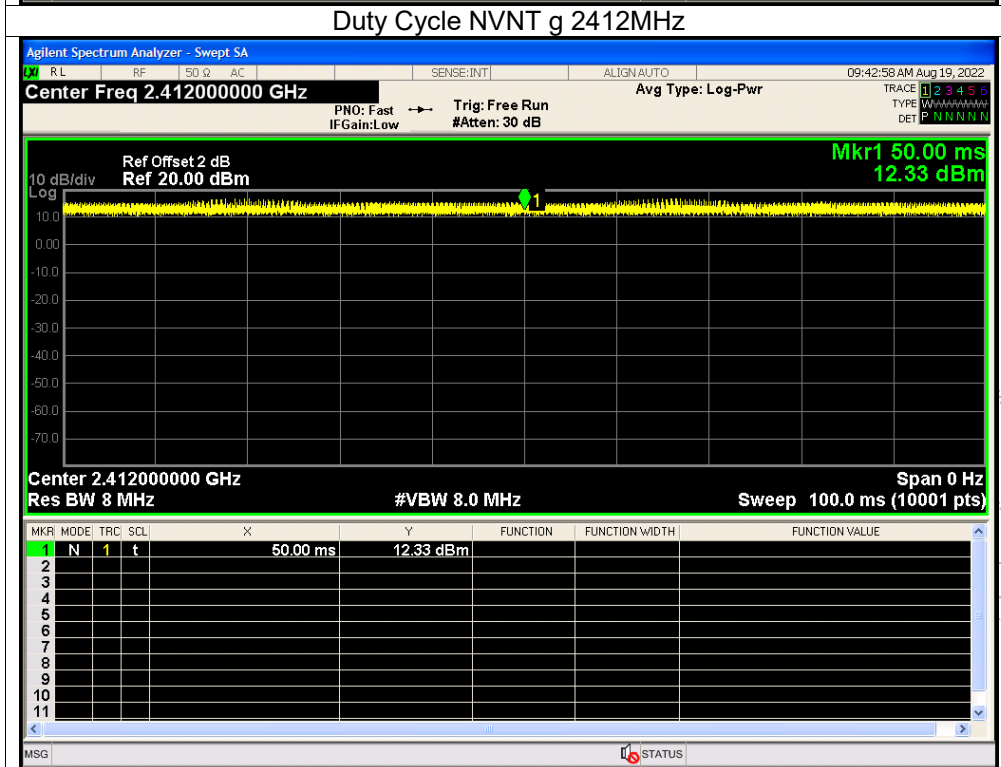 Duty Cycle NVNT g 2412MHz
Agilent Spectrum Analyzer - Swept SA
LXI RL RF 50 Ω AC SENSE:INT ALIGN AUTO 09:42:58 AM Aug 19, 2022
Center Freq 2.412000000 GHz Avg Type: Log-Pwr TRACE 1 2 3 4 5 6
PNO: Fast Trig: Free Run TYPE WWWWWW
IFGain:Low #Atten: 30 dB DET P N N N N N
Mkr1 50.00 ms
Ref Offset 2 dB
10 dB/div Ref 20.00 dBm 12.33 dBm
Log
1
10.0
0.00
-10.0
-20.0
-30.0
-40.0
-50.0
-60.0
-70.0
Center 2.412000000 GHz Span 0 Hz
Res BW 8 MHz #VBW 8.0 MHz Sweep 100.0 ms (10001 pts)
MKR MODE TRC SCL X Y FUNCTION FUNCTION WIDTH FUNCTION VALUE
1 N 1 t 50.00 ms 12.33 dBm
2
3
4
5
6
7
8
9
10
11
MSG STATUS